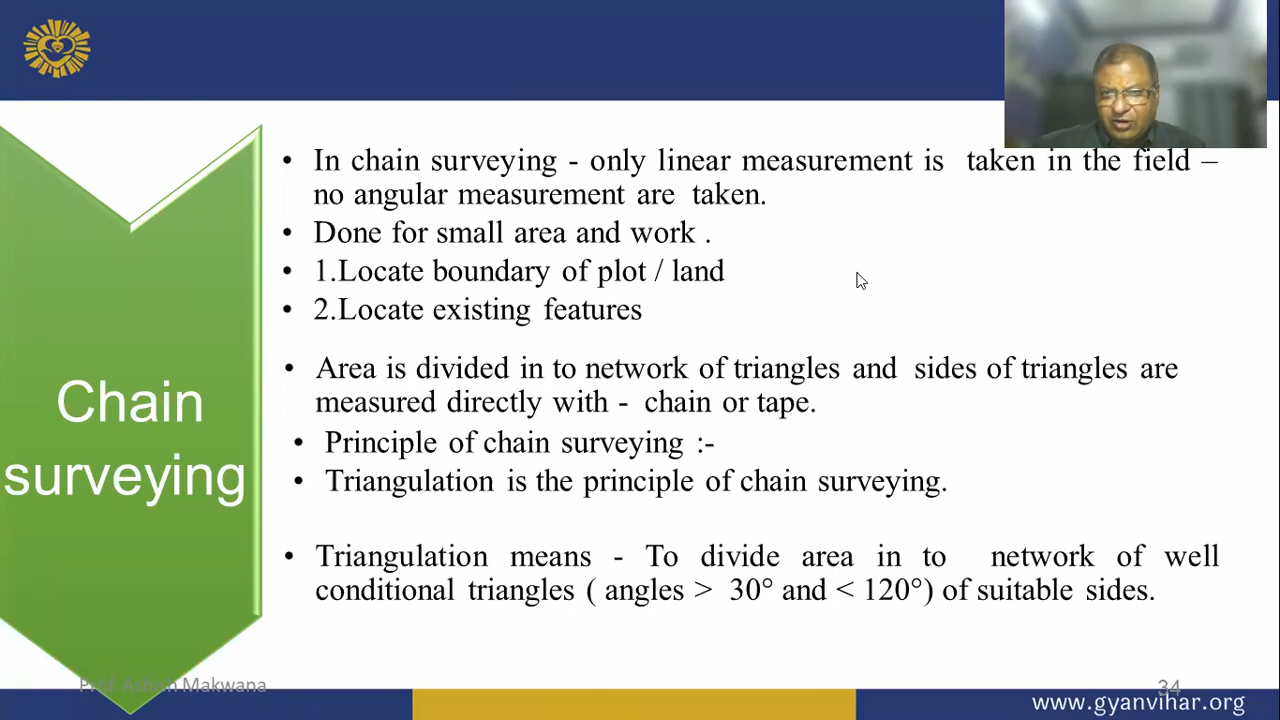 • In chain surveying - only linear measurement is taken in the field –
no angular measurement are taken.
• Done for small area and work .
• 1.Locate boundary of plot / land
• 2.Locate existing features
• Area is divided in to network of triangles and sides of triangles are
measured directly with - chain or tape.
• Principle of chain surveying :-
• Triangulation is the principle of chain surveying.
• Triangulation means - To divide area in to network of well
conditional triangles ( angles > 30° and < 120°) of suitable sides.
Chain
surveying
Prof. Ashish Makwana
34
www.gyanvihar.org